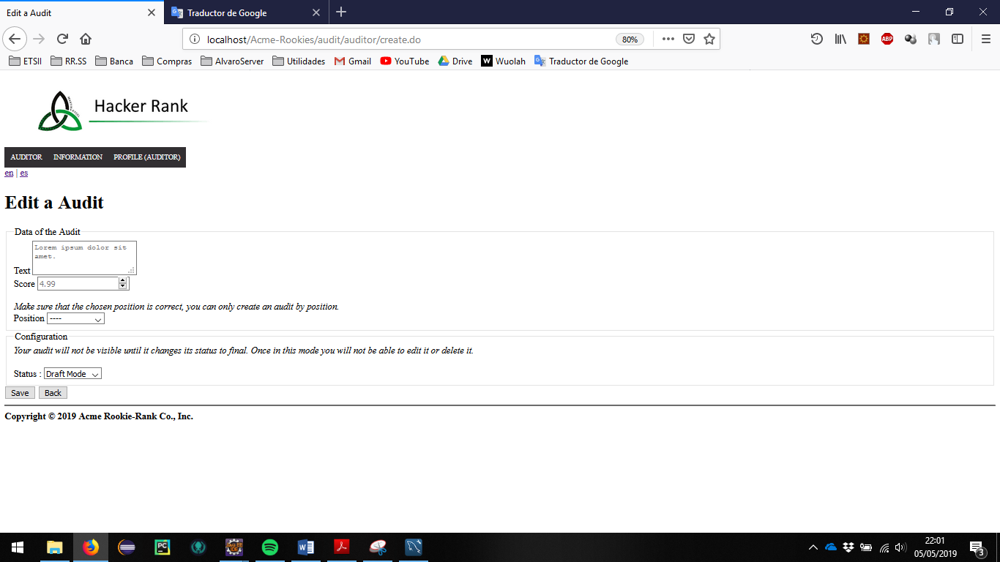 Edit a Audit
Traductor de Google
localhost/Acme-Rookies/audit/auditor/create.do
80%
ETSII RR.SS Banca Compras AlvaroServer Utilidades Gmail YouTube Drive Wuolah Traductor de Google
Hacker Rank
AUDITOR INFORMATION PROFILE (AUDITOR)
en | es
Edit a Audit
Data of the Audit
Lorem ipsum dolor sit
amet.
Text
Score 4.99
Make sure that the chosen position is correct, you can only create an audit by position.
Position ----
Configuration
Your audit will not be visible until it changes its status to final. Once in this mode you will not be able to edit it or delete it.
Status : Draft Mode
Save Back
Copyright © 2019 Acme Rookie-Rank Co., Inc.
22:01
05/05/2019
3